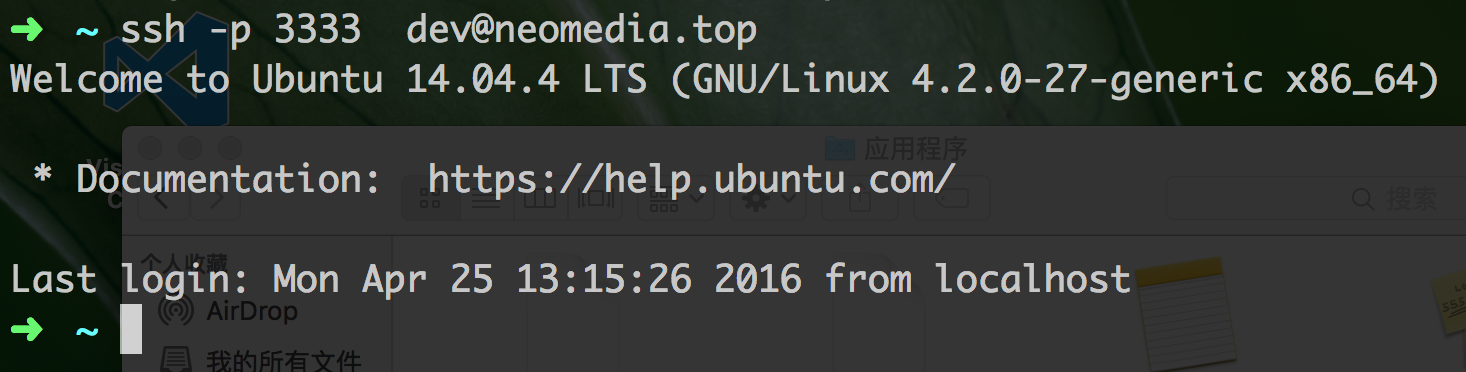 ➜ ~ ssh -p 3333 dev@neomedia.top
Welcome to Ubuntu 14.04.4 LTS (GNU/Linux 4.2.0-27-generic x86_64)
应用程序
* Documentation: https://help.ubuntu.com/
搜索
个人收藏
Last login: Mon Apr 25 13:15:26 2016 from localhost
AirDrop
➜ ~
我的所有文件